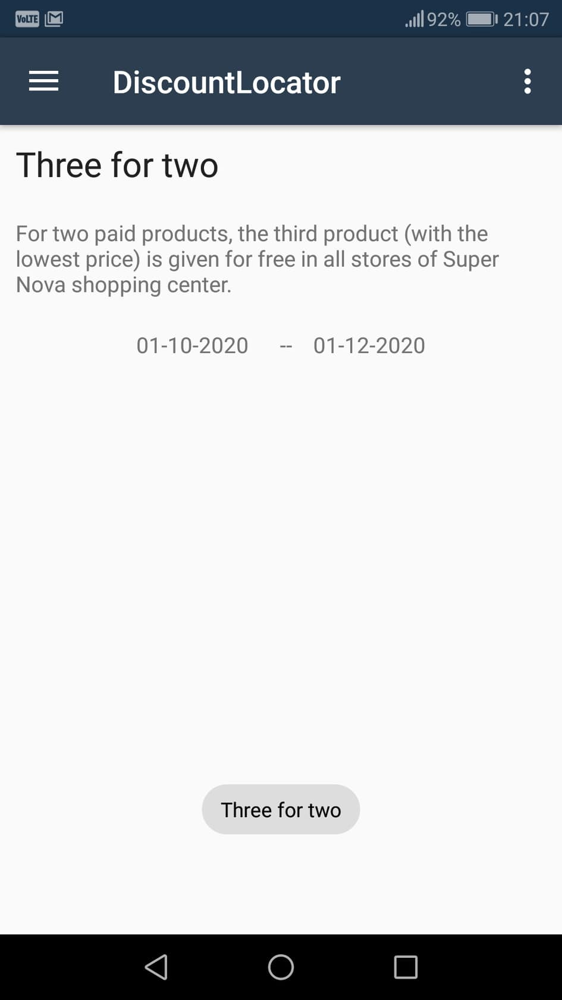 VoLTE 92% 21:07
DiscountLocator
Three for two
For two paid products, the third product (with the
lowest price) is given for free in all stores of Super
Nova shopping center.
01-10-2020 -- 01-12-2020
Three for two